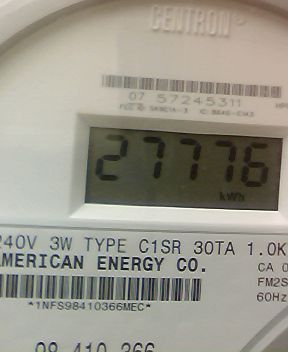 CENTRON®
07 57245311
27776
kWh
240V 3W TYPE C1SR 30TA 1.0K
AMERICAN ENERGY CO.
CA 0
FM2S
60Hz
*1NFS98410366MEC*
98 410 366